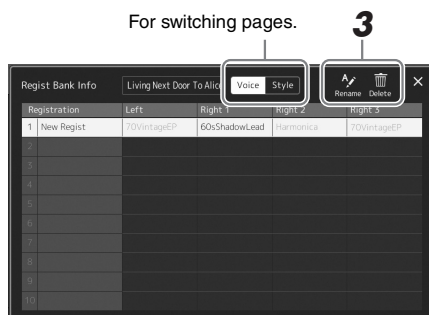 For switching pages.
3
Regist Bank Info
Living Next Door To Alice
Voice
Style
Rename
Delete
Registration
Left
Right 1
Right 2
Right 3
1
New Regist
70VintageEP
60sShadowLead
Harmonica
70VintageEP
2
3
4
5
6
7
8
9
10